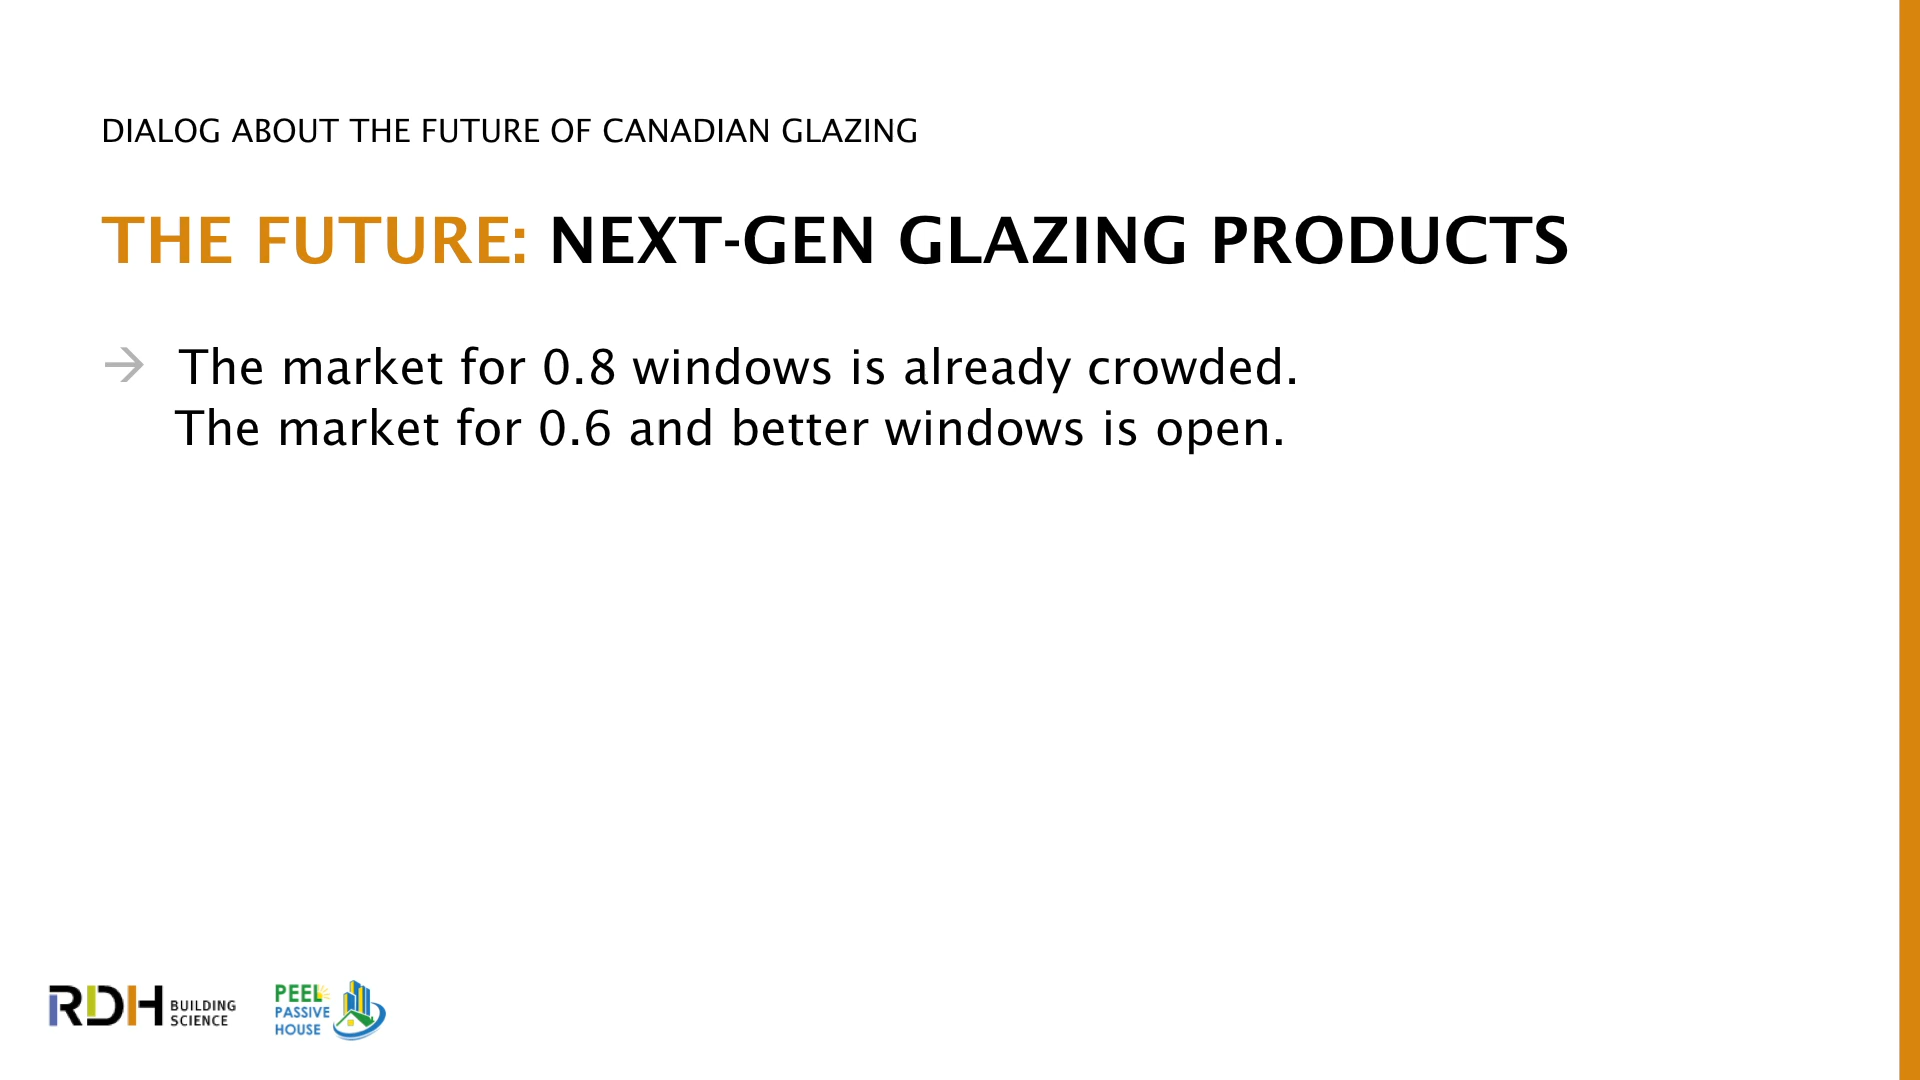 DIALOG ABOUT THE FUTURE OF CANADIAN GLAZING
THE FUTURE: NEXT-GEN GLAZING PRODUCTS
→ The market for 0.8 windows is already crowded.
The market for 0.6 and better windows is open.
RDH BUILDING SCIENCE
PEEL
PASSIVE
HOUSE